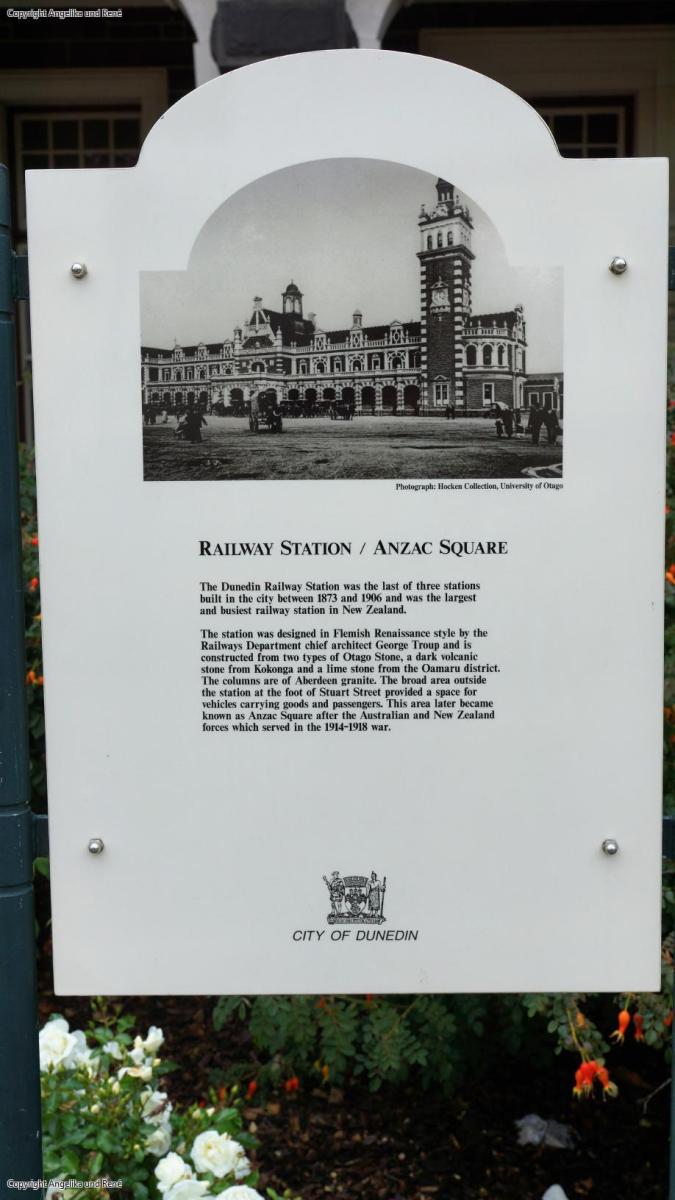 Copyright Angelika und René
Photograph: Hocken Collection, University of Otago
RAILWAY STATION / ANZAC SQUARE
The Dunedin Railway Station was the last of three stations
built in the city between 1873 and 1906 and was the largest
and busiest railway station in New Zealand.
The station was designed in Flemish Renaissance style by the
Railways Department chief architect George Troup and is
constructed from two types of Otago Stone, a dark volcanic
stone from Kokonga and a lime stone from the Oamaru district.
The columns are of Aberdeen granite. The broad area outside
the station at the foot of Stuart Street provided a space for
vehicles carrying goods and passengers. This area later became
known as Anzac Square after the Australian and New Zealand
forces which served in the 1914-1918 war.
CITY OF DUNEDIN
Copyright Angelika und René